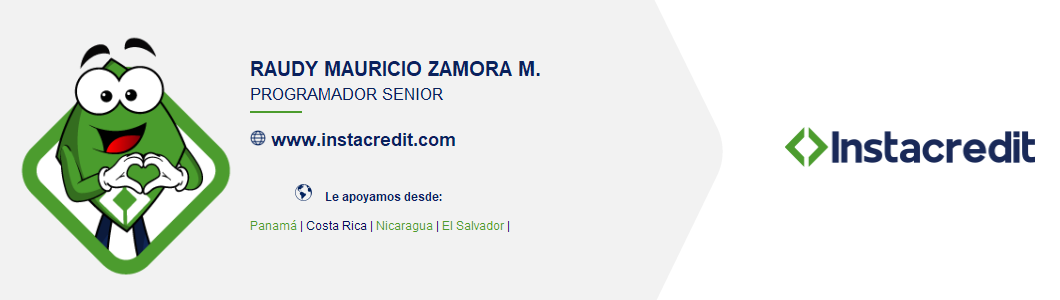 RAUDY MAURICIO ZAMORA M.
PROGRAMADOR SENIOR
www.instacredit.com
Instacredit
Le apoyamos desde:
Panamá | Costa Rica | Nicaragua | El Salvador |